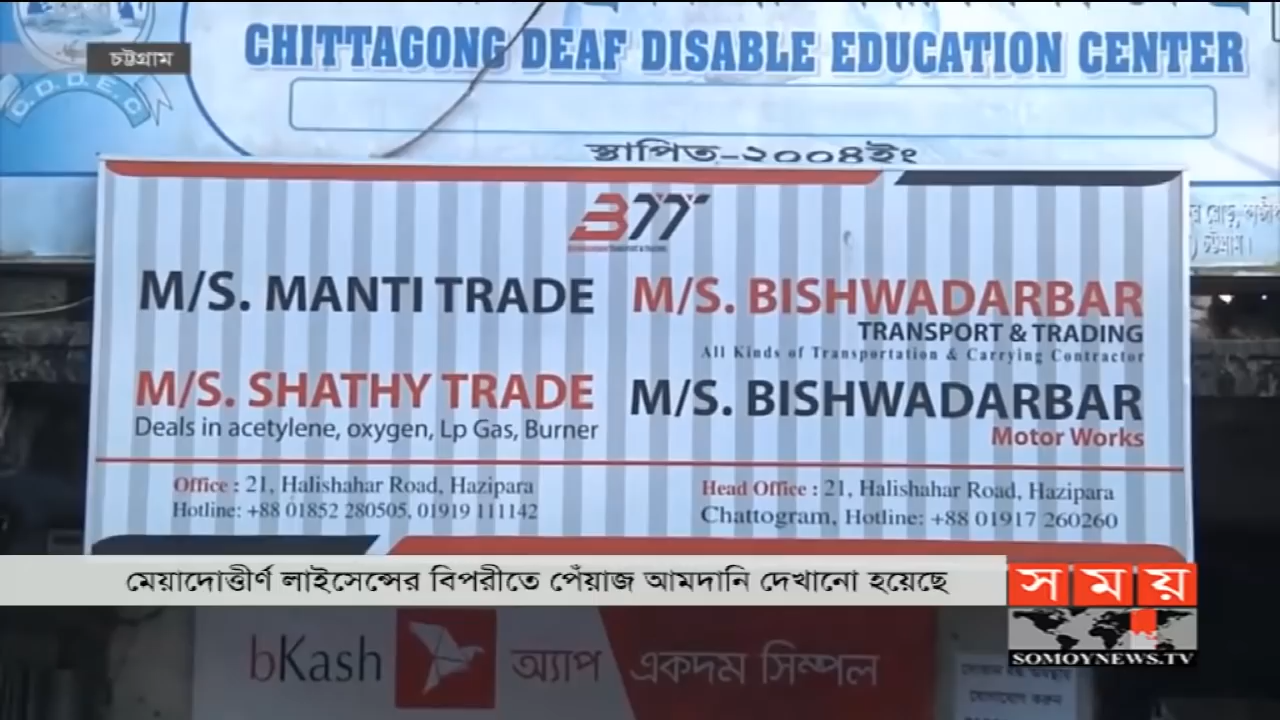 চট্টগ্রাম
C.D.D.E.C
CHITTAGONG DEAF DISABLE EDUCATION CENTER
স্থাপিত-২০০৪ইং
রোড,
চট্টগ্রাম।
BTT
M/S. MANTI TRADE
M/S. SHATHY TRADE
Deals in acetylene, oxygen, Lp Gas, Burner
M/S. BISHWADARBAR
TRANSPORT & TRADING
All Kinds of Transportation & Carrying Contractor
M/S. BISHWADARBAR
Motor Works
Office : 21, Halishahar Road, Hazipara
Hotline: +88 01852 280505, 01919 111142
Head Office : 21, Halishahar Road, Hazipara
Chattogram, Hotline: +88 01917 260260
মেয়াদোত্তীর্ণ লাইসেন্সের বিপরীতে পেঁয়াজ আমদানি দেখানো হয়েছে
সময়
SOMOYNEWS.TV
bKash অ্যাপ একদম সিম্পল
যোগাযোগ করুন